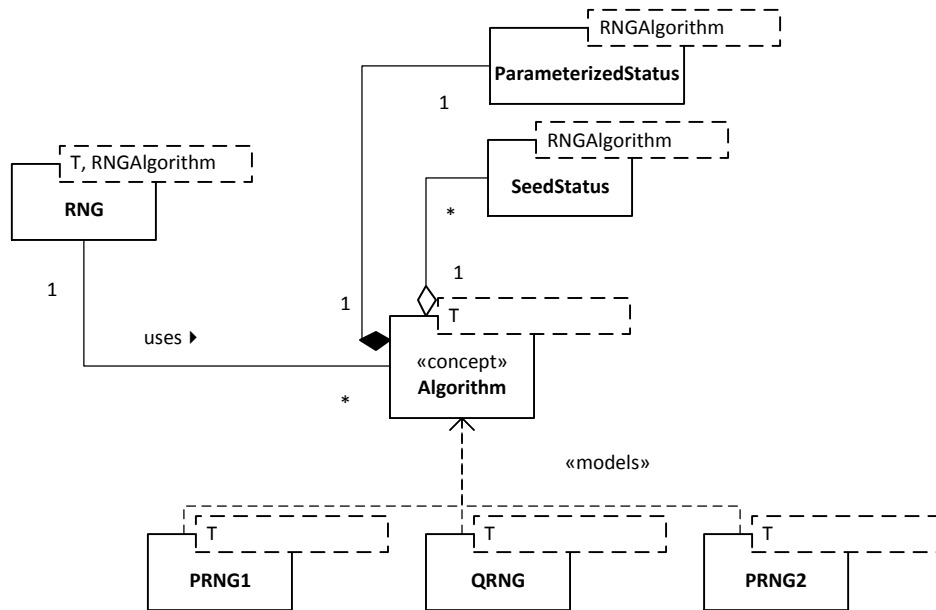 RNGAlgorithm
ParameterizedStatus
1
RNGAlgorithm
SeedStatus
*
T, RNGAlgorithm
RNG
1
1
1
T
uses
«concept»
Algorithm
*
«models»
T
PRNG1
T
QRNG
T
PRNG2